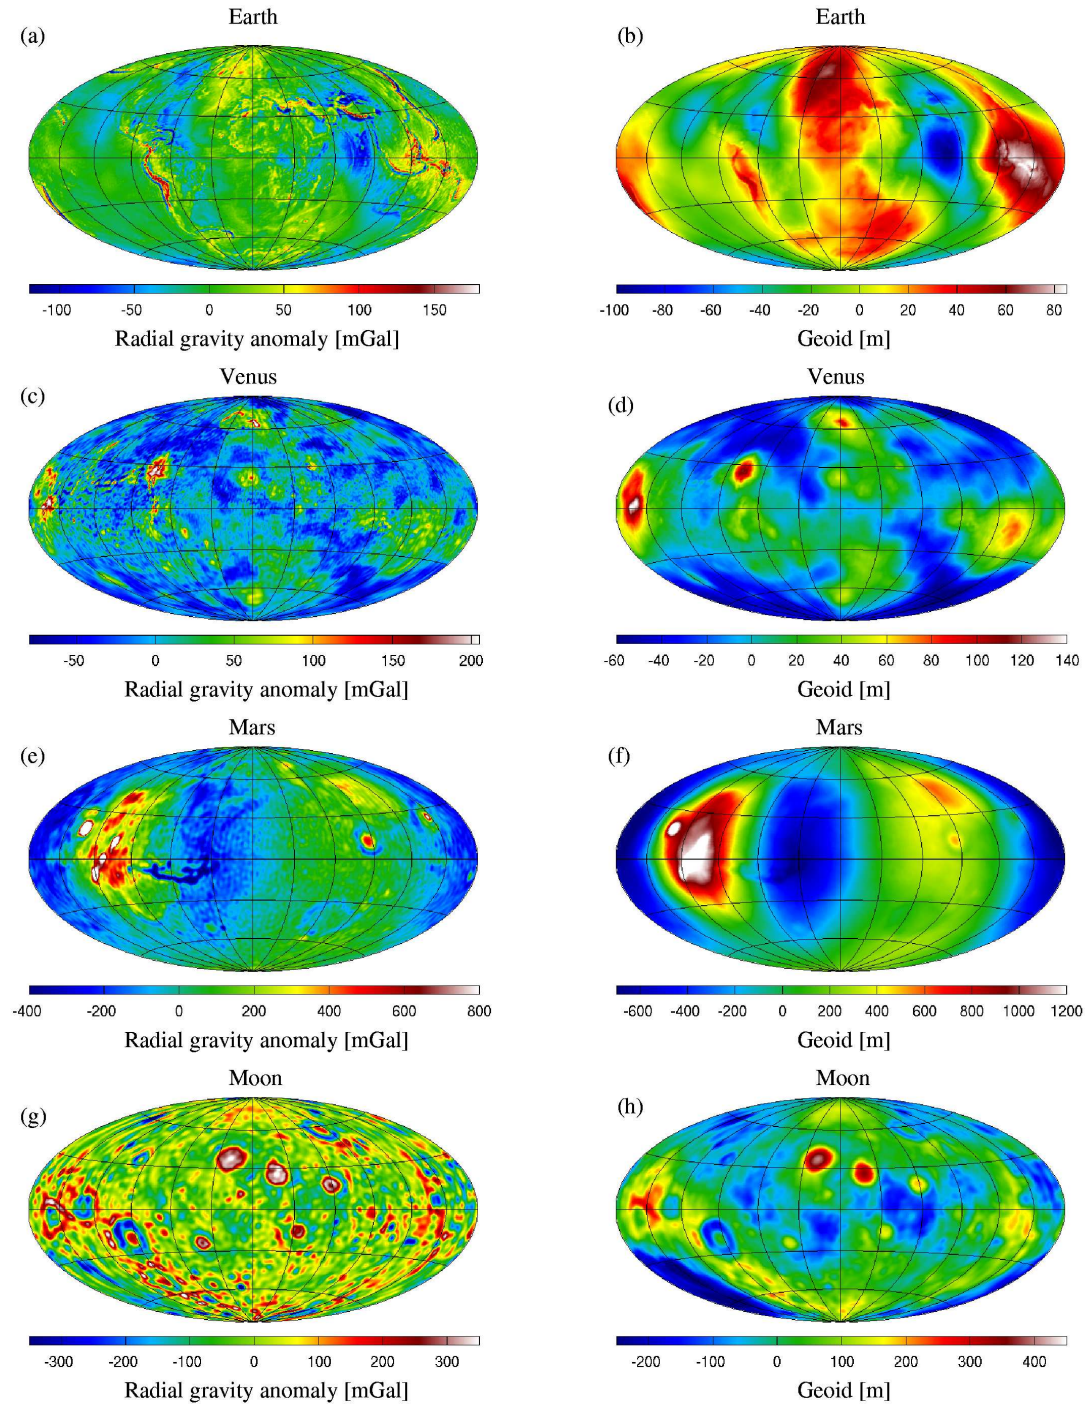 Earth Earth
(a) (b)
-100 -50 0 50 100 150 -100 -80 -60 -40 -20 0 20 40 60 80
Radial gravity anomaly [mGal] Geoid [m]
Venus Venus
(c) (d)
-50 0 50 100 150 200 -60 -40 -20 0 20 40 60 80 100 120 140
Radial gravity anomaly [mGal] Geoid [m]
Mars Mars
(e) (f)
-400 -200 0 200 400 600 800 -600 -400 -200 0 200 400 600 800 1000 1200
Radial gravity anomaly [mGal] Geoid [m]
Moon Moon
(g) (h)
-300 -200 -100 0 100 200 300 -200 -100 0 100 200 300 400
Radial gravity anomaly [mGal] Geoid [m]